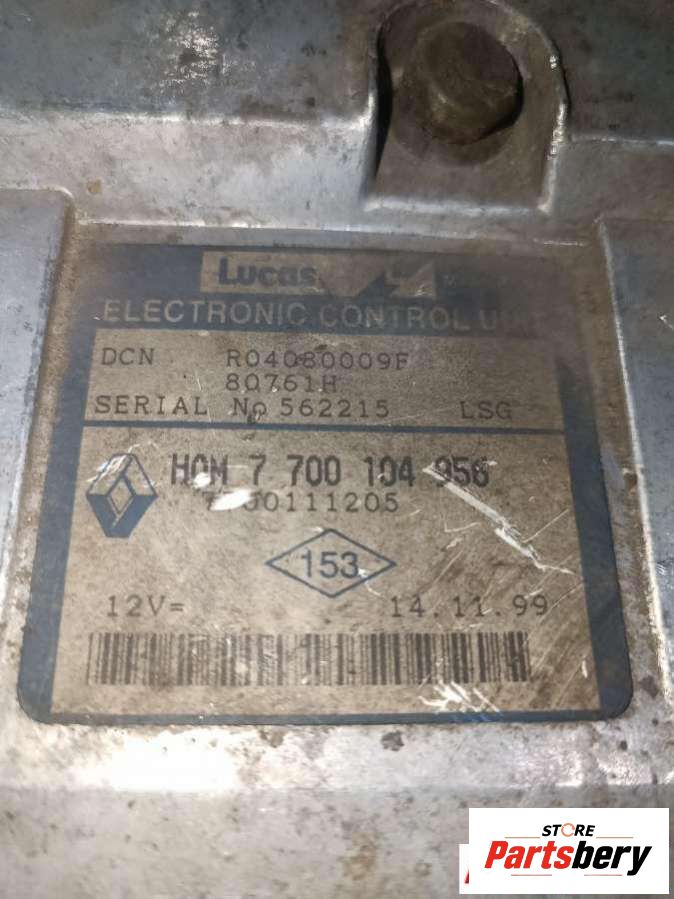 Lucas
ELECTRONIC CONTROL
DCN R04080009F
80761H
SERIAL No 562215 LSG
HOM 7 700 104 956
7700111205
153
12V= 14.11.99
STORE
Partsbery